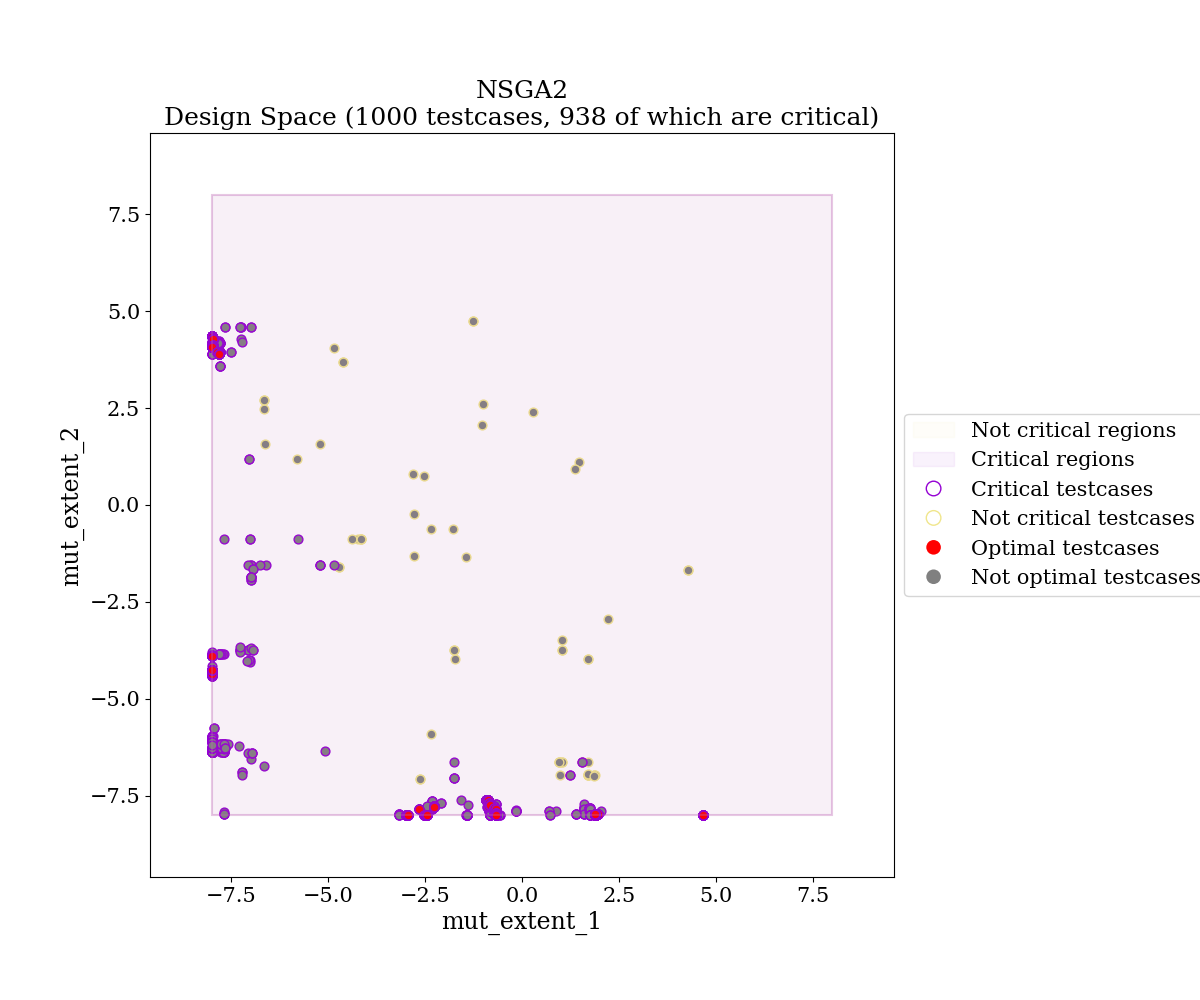 NSGA2
Design Space (1000 testcases, 938 of which are critical)
7.5
5.0
2.5
0.0
−2.5
−5.0
−7.5
mut_extent_2
−7.5
−5.0
−2.5
0.0
2.5
5.0
7.5
mut_extent_1
Not critical regions
Critical regions
Critical testcases
Not critical testcases
Optimal testcases
Not optimal testcases